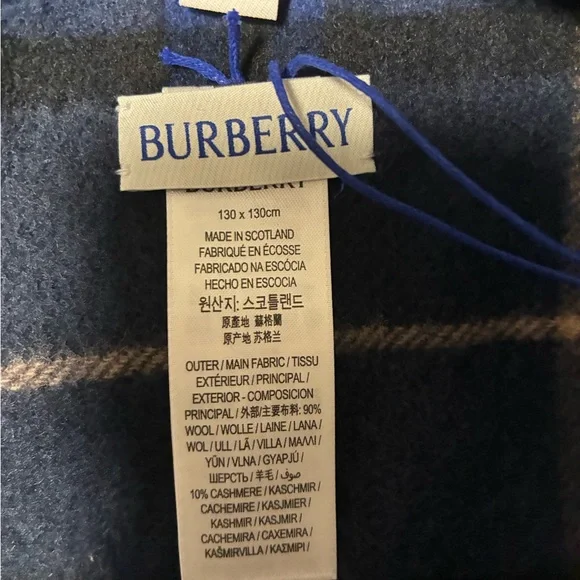 BURBERRY
BURBERRY
130 x 130cm
MADE IN SCOTLAND
FABRIQUÉ EN ÉCOSSE
FABRICADO NA ESCÓCIA
HECHO EN ESCOCIA
원산지: 스코틀랜드
原產地 蘇格蘭
原产地 苏格兰
OUTER / MAIN FABRIC / TISSU
EXTÉRIEUR / PRINCIPAL /
EXTERIOR - COMPOSICION
PRINCIPAL / 外部/主要布料: 90%
WOOL / WOLLE / LAINE / LANA /
WOL / ULL / LÃ / VILLA / ΜΑΛΛΙ /
YÜN / VLNA / GYAPJÚ /
ШЕРСТЬ / 羊毛 / صوف /
10% CASHMERE / KASCHMIR /
CACHEMIRE / KASJMIER /
KASHMIR / KASJMIR /
CACHEMIRA / CAXEMIRA /
KAŠMIRVILLA / ΚΑΣΜΙΡΙ /